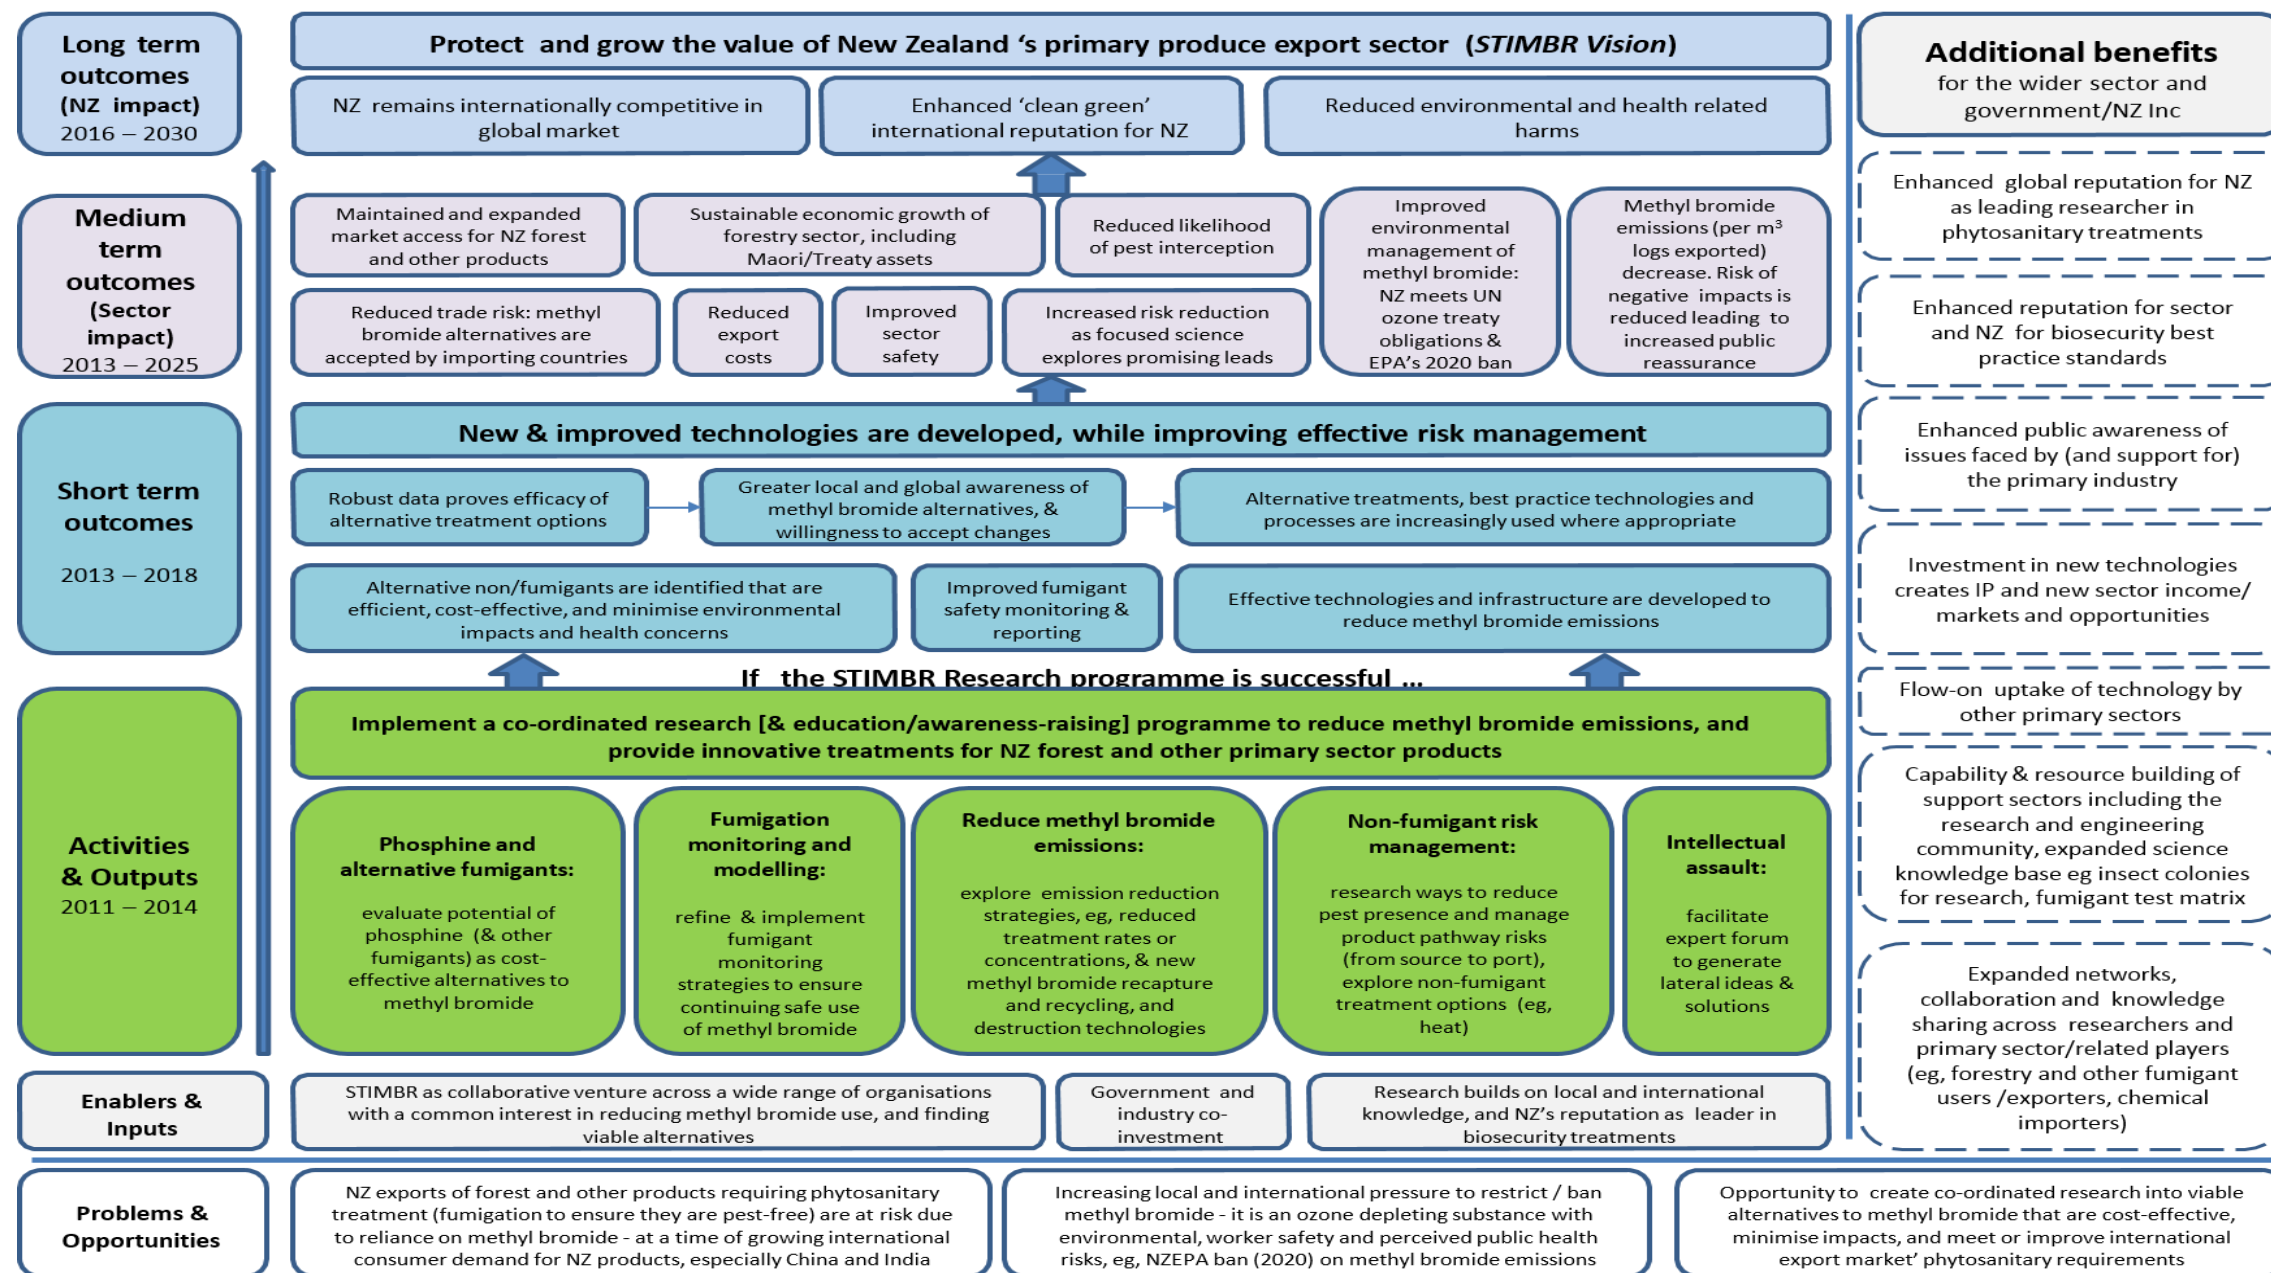 Long term
outcomes
(NZ impact)
2016 – 2030
Protect and grow the value of New Zealand ‘s primary produce export sector (STIMBR Vision)
NZ remains internationally competitive in
global market
Enhanced ‘clean green’
international reputation for NZ
Reduced environmental and health related
harms
Medium
term
outcomes
(Sector
impact)
2013 – 2025
Maintained and expanded
market access for NZ forest
and other products
Sustainable economic growth of
forestry sector, including
Maori/Treaty assets
Reduced likelihood
of pest interception
Improved
environmental
management of
methyl bromide:
NZ meets UN
ozone treaty
obligations &
EPA’s 2020 ban
Methyl bromide
emissions (per m³
logs exported)
decrease. Risk of
negative impacts is
reduced leading to
increased public
reassurance
Reduced trade risk: methyl
bromide alternatives are
accepted by importing countries
Reduced
export
costs
Improved
sector
safety
Increased risk reduction
as focused science
explores promising leads
Short term
outcomes
2013 – 2018
New & improved technologies are developed, while improving effective risk management
Robust data proves efficacy of
alternative treatment options
Greater local and global awareness of
methyl bromide alternatives, &
willingness to accept changes
Alternative treatments, best practice technologies and
processes are increasingly used where appropriate
Alternative non/fumigants are identified that are
efficient, cost-effective, and minimise environmental
impacts and health concerns
Improved fumigant
safety monitoring &
reporting
Effective technologies and infrastructure are developed to
reduce methyl bromide emissions
If the STIMBR Research programme is successful ...
Activities
& Outputs
2011 – 2014
Implement a co-ordinated research [& education/awareness-raising] programme to reduce methyl bromide emissions, and
provide innovative treatments for NZ forest and other primary sector products
Phosphine and
alternative fumigants:
evaluate potential of
phosphine (& other
fumigants) as cost-
effective alternatives to
methyl bromide
Fumigation
monitoring and
modelling:
refine & implement
fumigant
monitoring
strategies to ensure
continuing safe use
of methyl bromide
Reduce methyl bromide
emissions:
explore emission reduction
strategies, eg, reduced
treatment rates or
concentrations, & new
methyl bromide recapture
and recycling, and
destruction technologies
Non-fumigant risk
management:
research ways to reduce
pest presence and manage
product pathway risks
(from source to port),
explore non-fumigant
treatment options (eg,
heat)
Intellectual
assault:
facilitate
expert forum
to generate
lateral ideas &
solutions
Enablers &
Inputs
STIMBR as collaborative venture across a wide range of organisations
with a common interest in reducing methyl bromide use, and finding
viable alternatives
Government and
industry co-
investment
Research builds on local and international
knowledge, and NZ’s reputation as leader in
biosecurity treatments
Problems &
Opportunities
NZ exports of forest and other products requiring phytosanitary
treatment (fumigation to ensure they are pest-free) are at risk due
to reliance on methyl bromide - at a time of growing international
consumer demand for NZ products, especially China and India
Increasing local and international pressure to restrict / ban
methyl bromide - it is an ozone depleting substance with
environmental, worker safety and perceived public health
risks, eg, NZEPA ban (2020) on methyl bromide emissions
Opportunity to create co-ordinated research into viable
alternatives to methyl bromide that are cost-effective,
minimise impacts, and meet or improve international
export market’ phytosanitary requirements
Additional benefits
for the wider sector and
government/NZ Inc
Enhanced global reputation for NZ
as leading researcher in
phytosanitary treatments
Enhanced reputation for sector
and NZ for biosecurity best
practice standards
Enhanced public awareness of
issues faced by (and support for)
the primary industry
Investment in new technologies
creates IP and new sector income/
markets and opportunities
Flow-on uptake of technology by
other primary sectors
Capability & resource building of
support sectors including the
research and engineering
community, expanded science
knowledge base eg insect colonies
for research, fumigant test matrix
Expanded networks,
collaboration and knowledge
sharing across researchers and
primary sector/related players
(eg, forestry and other fumigant
users /exporters, chemical
importers)